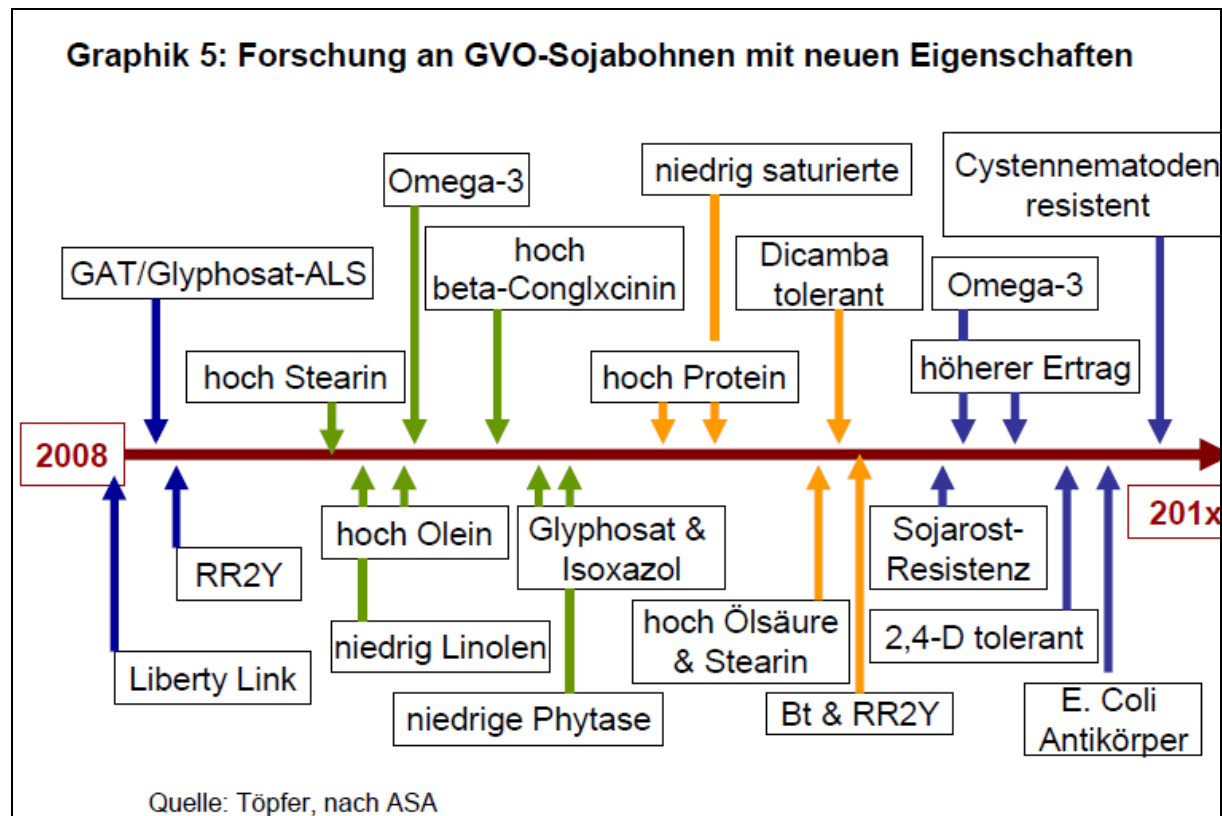 Graphik 5: Forschung an GVO-Sojabohnen mit neuen Eigenschaften
Omega-3
niedrig saturierte
Cystennematoden
resistent
GAT/Glyphosat-ALS
hoch
beta-Conglxcinin
Dicamba
tolerant
Omega-3
hoch Stearin
hoch Protein
höherer Ertrag
2008
201x
hoch Olein
Glyphosat &
Isoxazol
Sojarost-
Resistenz
RR2Y
niedrig Linolen
hoch Ölsäure
& Stearin
2,4-D tolerant
Liberty Link
niedrige Phytase
Bt & RR2Y
E. Coli
Antikörper
Quelle: Töpfer, nach ASA